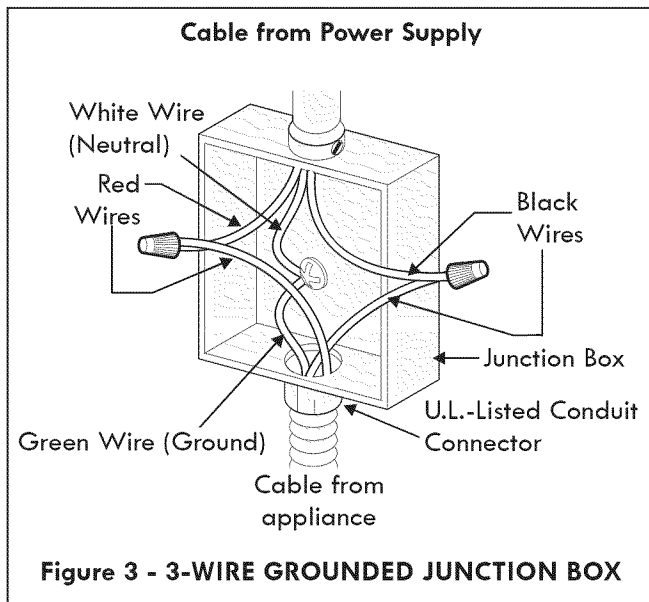 Cable from Power Supply
White Wire
(Neutral)
Red
Wires
Black
Wires
Junction Box
U.L.-Listed Conduit
Connector
Green Wire (Ground)
Cable from
appliance
Figure 3 - 3-WIRE GROUNDED JUNCTION BOX